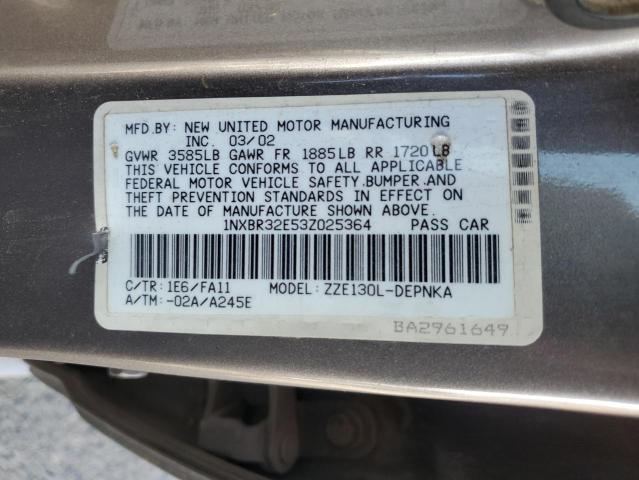 MFD.BY: NEW UNITED MOTOR MANUFACTURING
INC. 03/02
GVWR 3585LB GAWR FR 1885LB RR 1720LB
THIS VEHICLE CONFORMS TO ALL APPLICABLE
FEDERAL MOTOR VEHICLE SAFETY.BUMPER.AND
THEFT PREVENTION STANDARDS IN EFFECT ON
THE DATE OF MANUFACTURE SHOWN ABOVE.
1NXBR32E53Z025364 PASS CAR
C/TR: 1E6/FA11 MODEL: ZZE130L-DEPNKA
A/TM: -02A/A245E
BA2961649